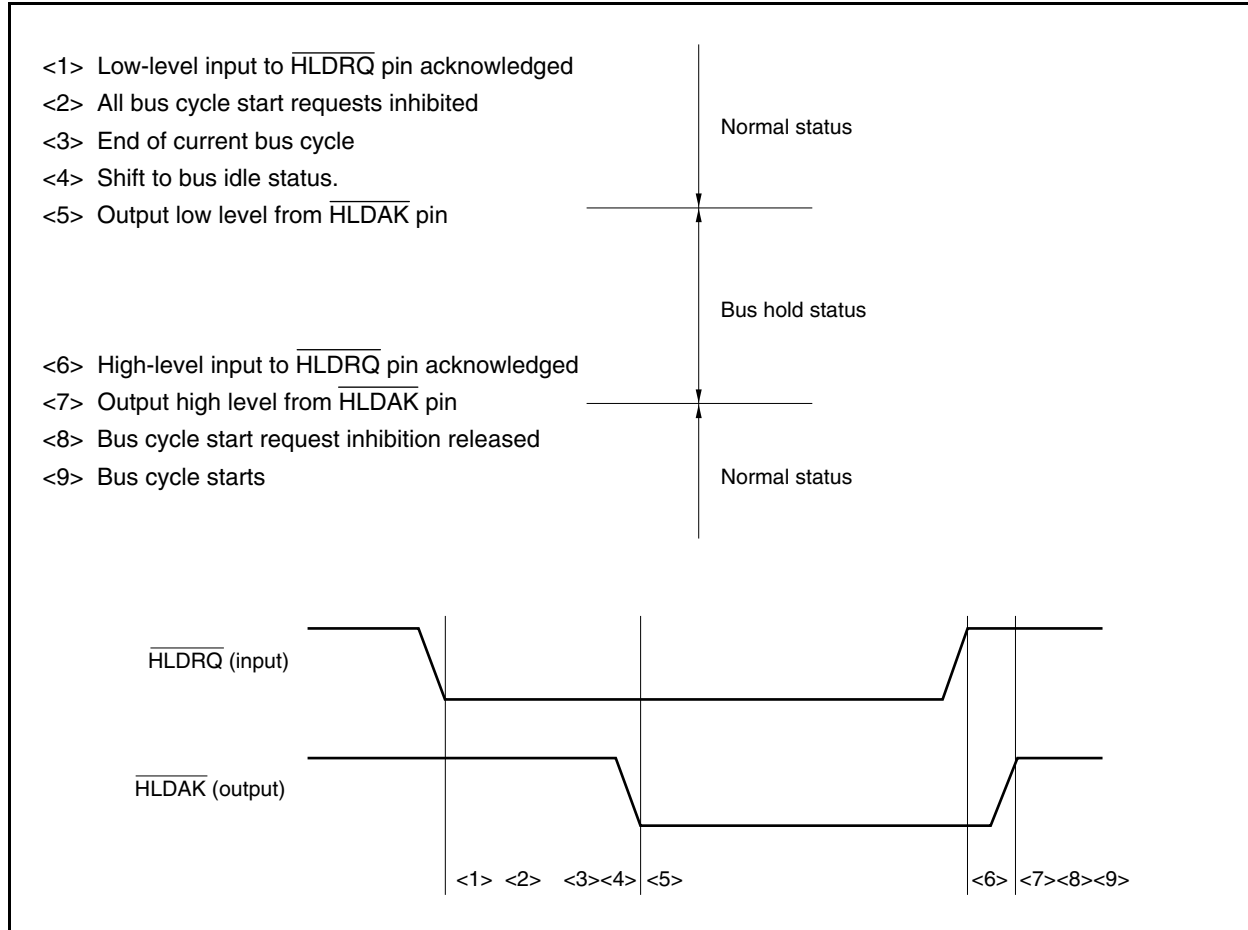 <1> Low-level input to HLDRQ pin acknowledged
<2> All bus cycle start requests inhibited
<3> End of current bus cycle
<4> Shift to bus idle status.
<5> Output low level from HLDAK pin
Normal status
Bus hold status
<6> High-level input to HLDRQ pin acknowledged
<7> Output high level from HLDAK pin
<8> Bus cycle start request inhibition released
<9> Bus cycle starts
Normal status
HLDRQ (input)
HLDAK (output)
<1> <2> <3><4> <5> <6> <7><8><9>